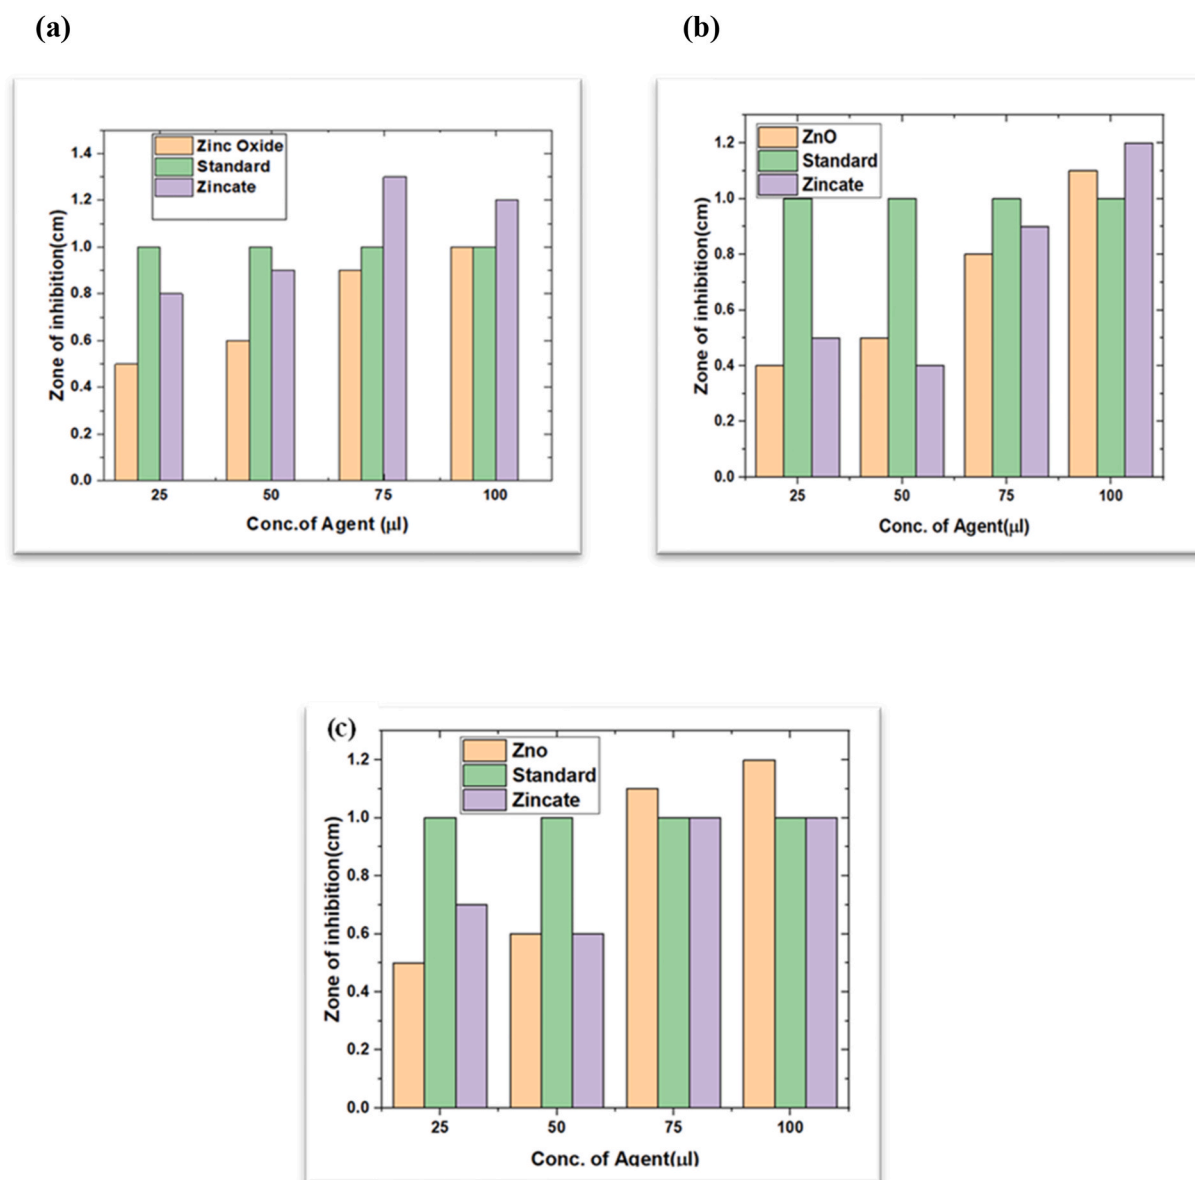 (a)
(b)
Zinc Oxide
Standard
Zincate
1.4
1.2
1.0
0.8
0.6
0.4
0.2
0.0
Zone of inhibition(cm)
25 50 75 100
Conc.of Agent (μl)
ZnO
Standard
Zincate
1.2
1.0
0.8
0.6
0.4
0.2
0.0
Zone of inhibition(cm)
25 50 75 100
Conc. of Agent(μl)
(c)
Zno
Standard
Zincate
1.2
1.0
0.8
0.6
0.4
0.2
0.0
Zone of inhibition(cm)
25 50 75 100
Conc. of Agent(μl)